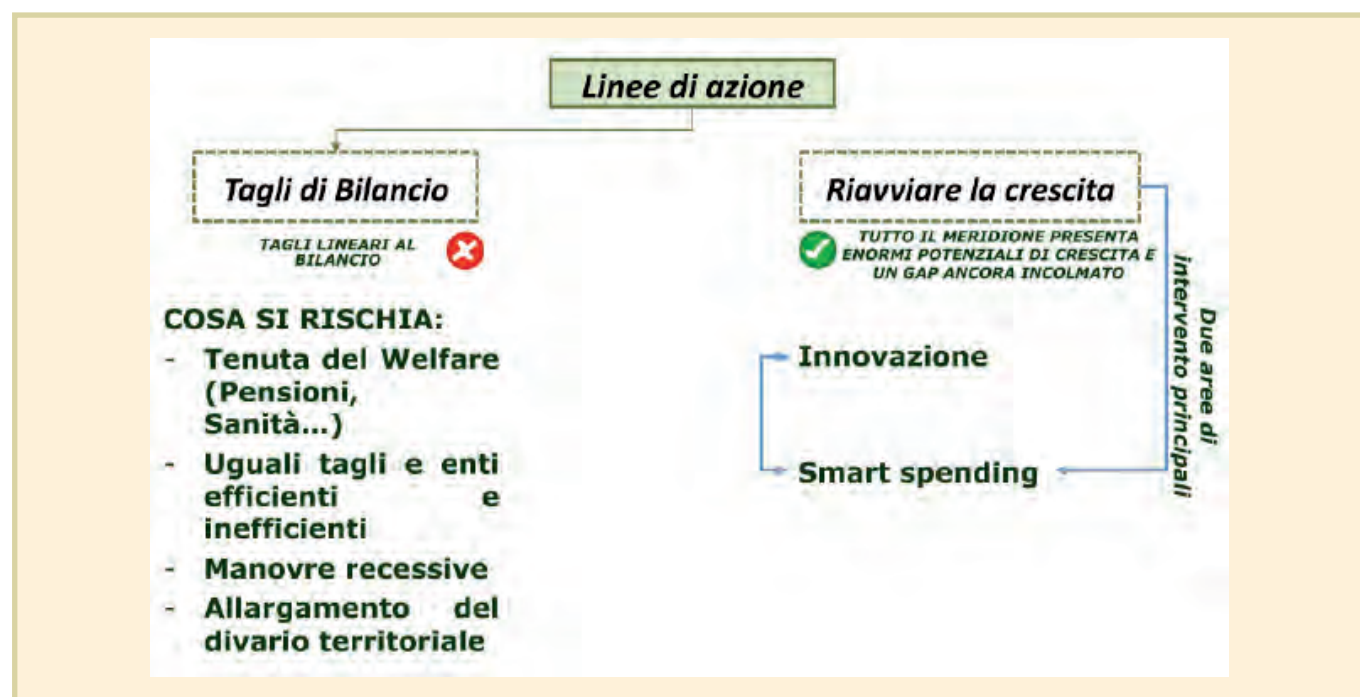 Linee di azione
Tagli di Bilancio
TAGLI LINEARI AL
BILANCIO
COSA SI RISCHIA:
- Tenuta del Welfare
(Pensioni,
Sanità...)
- Uguali tagli e enti
efficienti e
inefficienti
- Manovre recessive
- Allargamento del
divario territoriale
Riavviare la crescita
TUTTO IL MERIDIONE PRESENTA
ENORMI POTENZIALI DI CRESCITA E
UN GAP ANCORA INCOLMATO
Innovazione
Smart spending
Due aree di
intervento principali